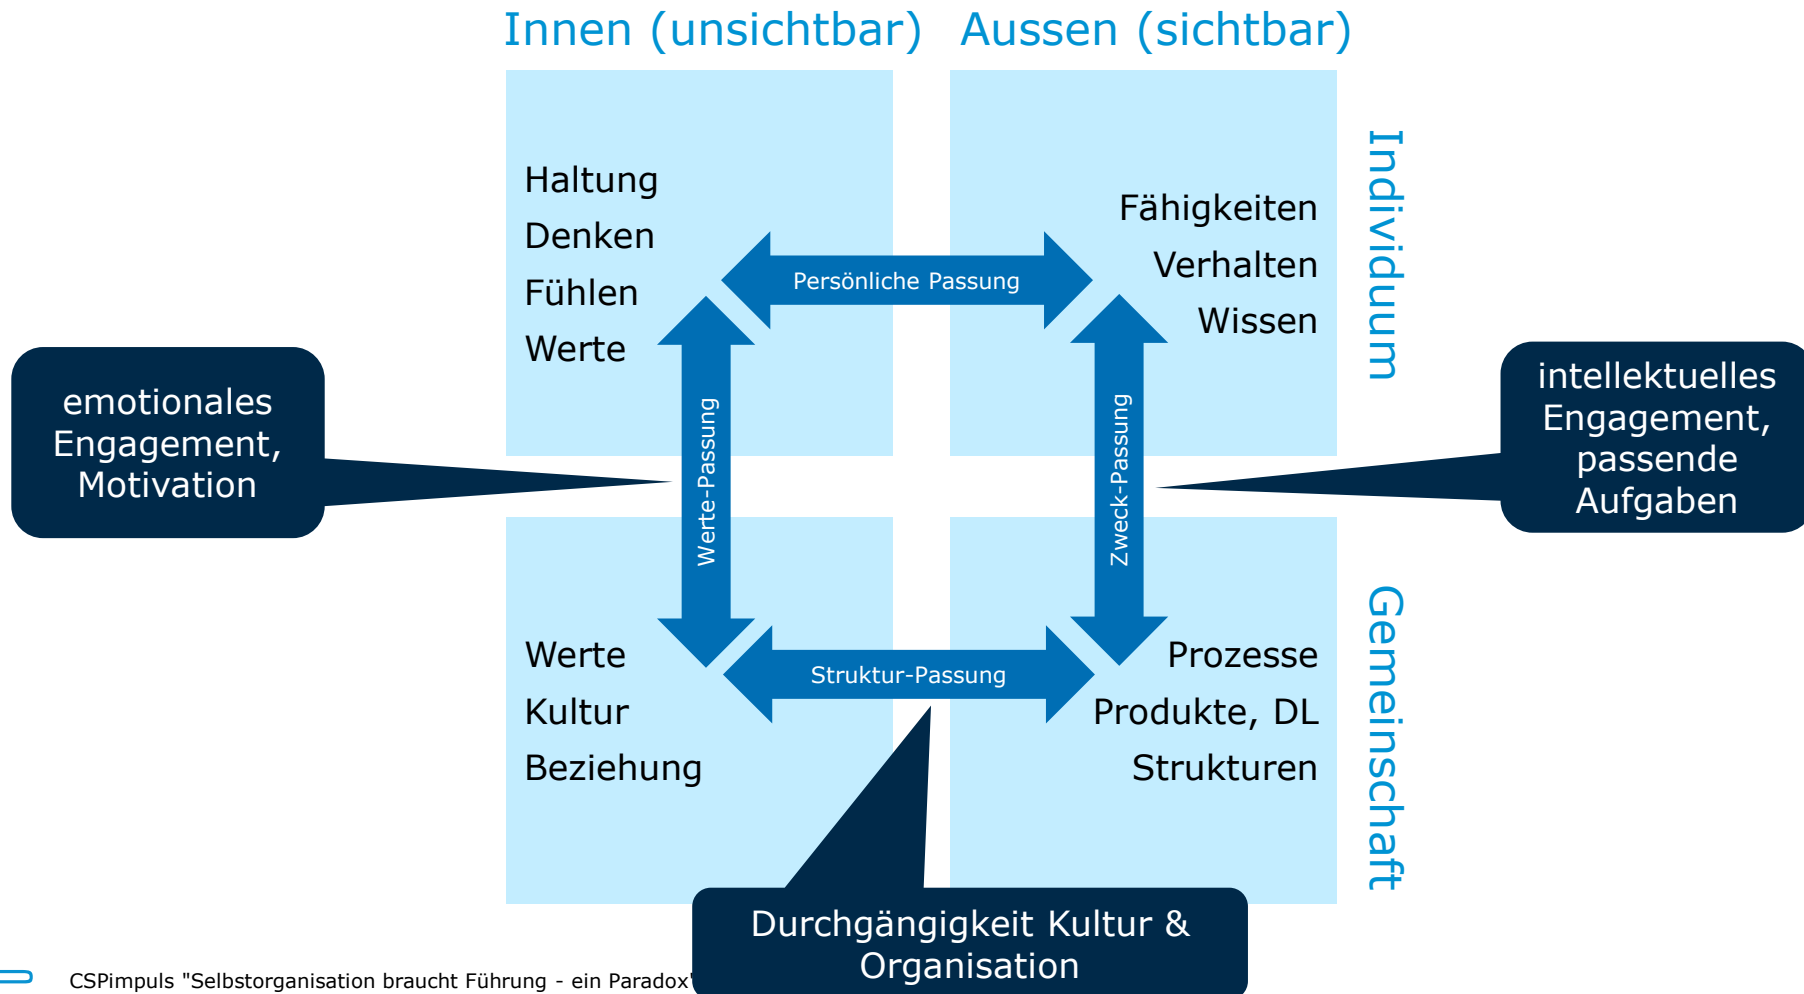 Innen (unsichtbar)
Aussen (sichtbar)
Haltung
Denken
Fühlen
Werte
Fähigkeiten
Verhalten
Wissen
Individuum
Persönliche Passung
Werte-Passung
Zweck-Passung
emotionales
Engagement,
Motivation
intellektuelles
Engagement,
passende
Aufgaben
Werte
Kultur
Beziehung
Struktur-Passung
Prozesse
Produkte, DL
Strukturen
Gemeinschaft
Durchgängigkeit Kultur &
Organisation
CSPimpuls "Selbstorganisation braucht Führung - ein Paradox"